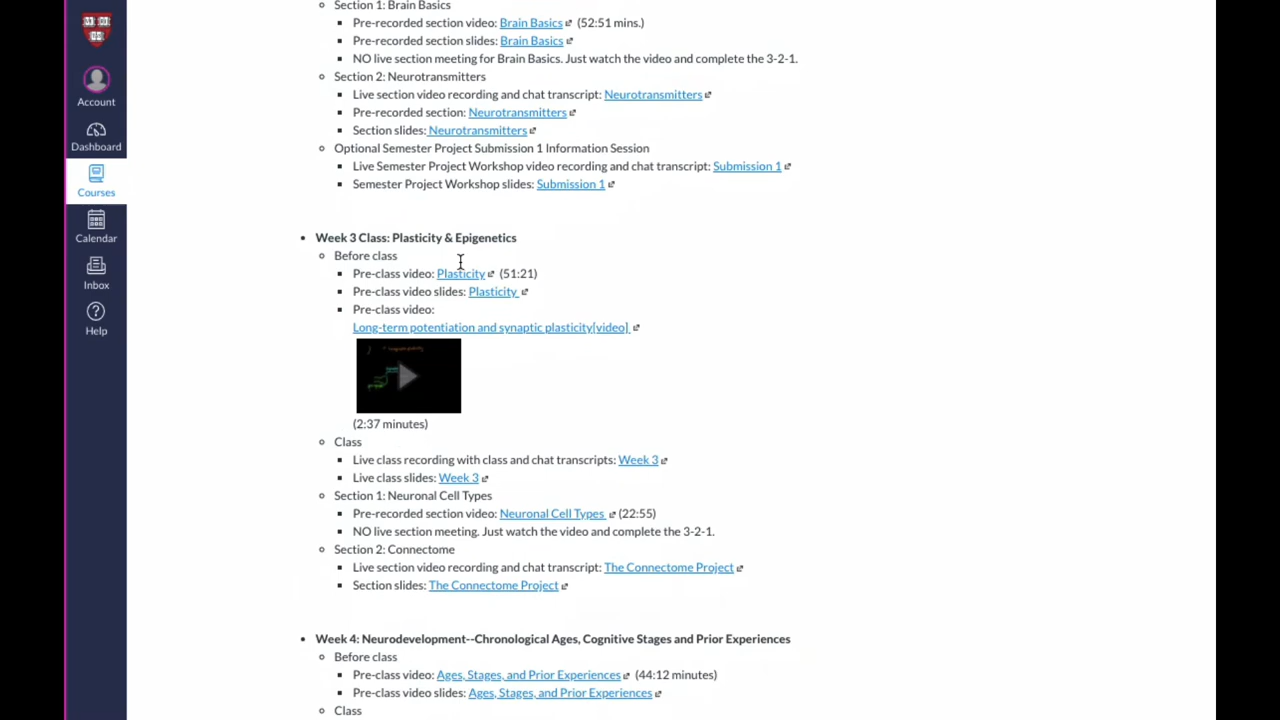 Account
Dashboard
Courses
Calendar
Inbox
Help
Section 1: Brain Basics
Pre-recorded section video: Brain Basics (52:51 mins.)
Pre-recorded section slides: Brain Basics
NO live section meeting for Brain Basics. Just watch the video and complete the 3-2-1.
Section 2: Neurotransmitters
Live section video recording and chat transcript: Neurotransmitters
Pre-recorded section: Neurotransmitters
Section slides: Neurotransmitters
Optional Semester Project Submission 1 Information Session
Live Semester Project Workshop video recording and chat transcript: Submission 1
Semester Project Workshop slides: Submission 1
Week 3 Class: Plasticity & Epigenetics
Before class
Pre-class video: Plasticity (51:21)
Pre-class video slides: Plasticity
Pre-class video:
Long-term potentiation and synaptic plasticity[video]
(2:37 minutes)
Class
Live class recording with class and chat transcripts: Week 3
Live class slides: Week 3
Section 1: Neuronal Cell Types
Pre-recorded section video: Neuronal Cell Types (22:55)
NO live section meeting. Just watch the video and complete the 3-2-1.
Section 2: Connectome
Live section video recording and chat transcript: The Connectome Project
Section slides: The Connectome Project
Week 4: Neurodevelopment--Chronological Ages, Cognitive Stages and Prior Experiences
Before class
Pre-class video: Ages, Stages, and Prior Experiences (44:12 minutes)
Pre-class video slides: Ages, Stages, and Prior Experiences
Class